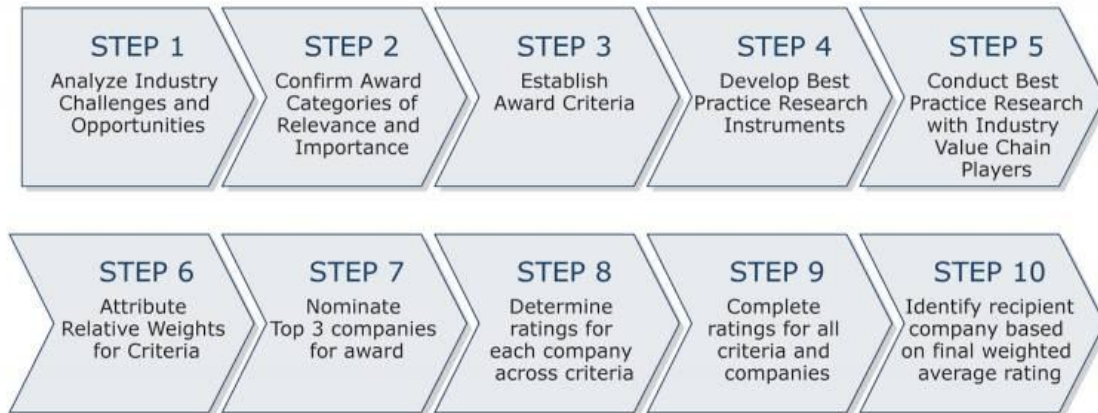 STEP 1
Analyze Industry
Challenges and
Opportunities
STEP 2
Confirm Award
Categories of
Relevance and
Importance
STEP 3
Establish
Award Criteria
STEP 4
Develop Best
Practice Research
Instruments
STEP 5
Conduct Best
Practice Research
with Industry
Value Chain
Players
STEP 6
Attribute
Relative Weights
for Criteria
STEP 7
Nominate
Top 3 companies
for award
STEP 8
Determine
ratings for
each company
across criteria
STEP 9
Complete
ratings for all
criteria and
companies
STEP 10
Identify recipient
company based
on final weighted
average rating